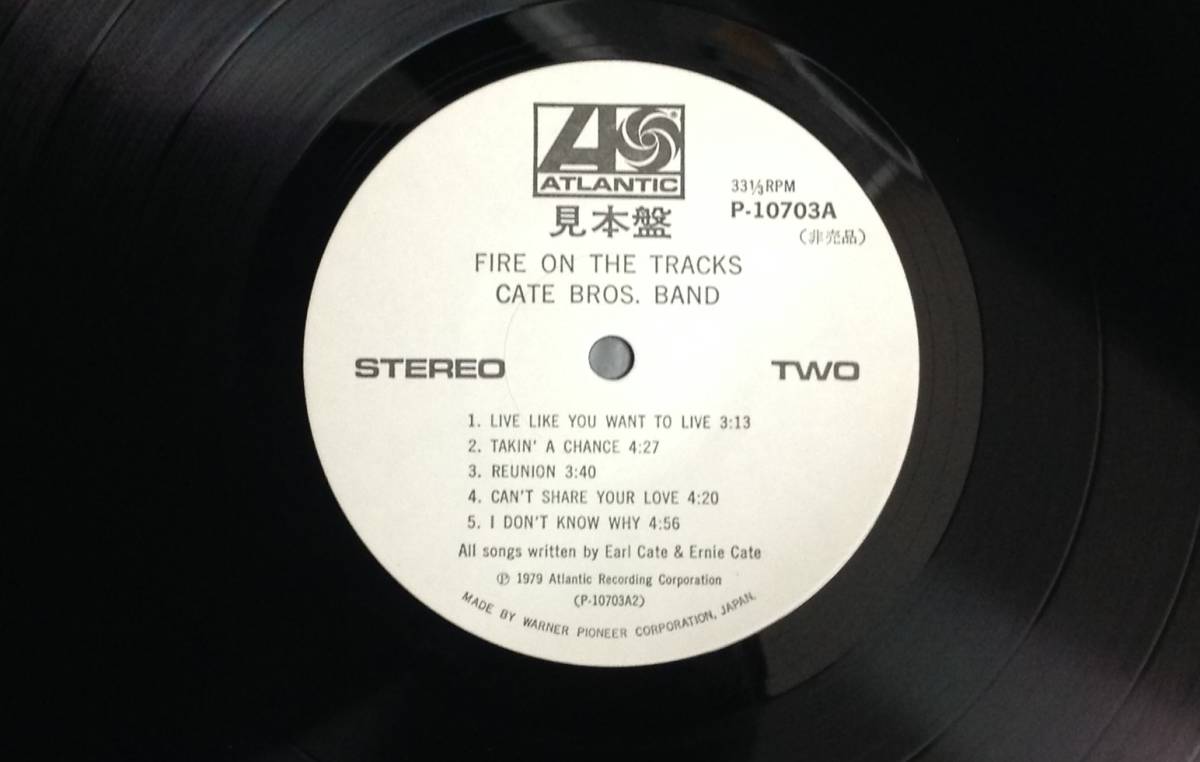 ATLANTIC
見本盤
33⅓RPM
P-10703A
(非売品)
FIRE ON THE TRACKS
CATE BROS. BAND
STEREO
TWO
1. LIVE LIKE YOU WANT TO LIVE 3:13
2. TAKIN' A CHANCE 4:27
3. REUNION 3:40
4. CAN'T SHARE YOUR LOVE 4:20
5. I DON'T KNOW WHY 4:56
All songs written by Earl Cate & Ernie Cate
℗ 1979 Atlantic Recording Corporation
(P-10703A2)
MADE BY WARNER PIONEER CORPORATION, JAPAN.